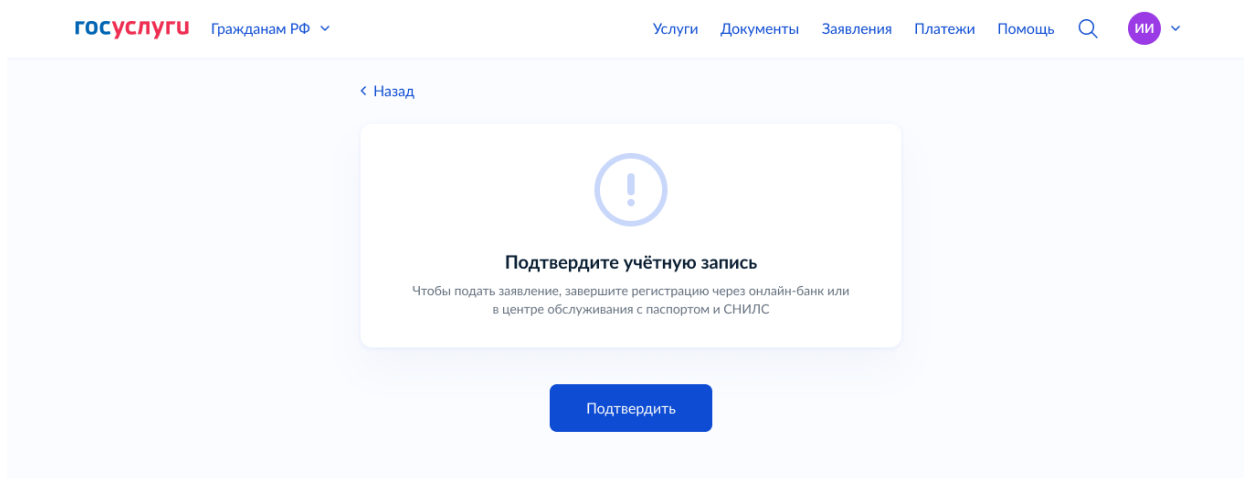 госуслуги Гражданам РФ Услуги Документы Заявления Платежи Помощь ИИ
Назад
Подтвердите учётную запись
Чтобы подать заявление, завершите регистрацию через онлайн-банк или
в центре обслуживания с паспортом и СНИЛС
Подтвердить